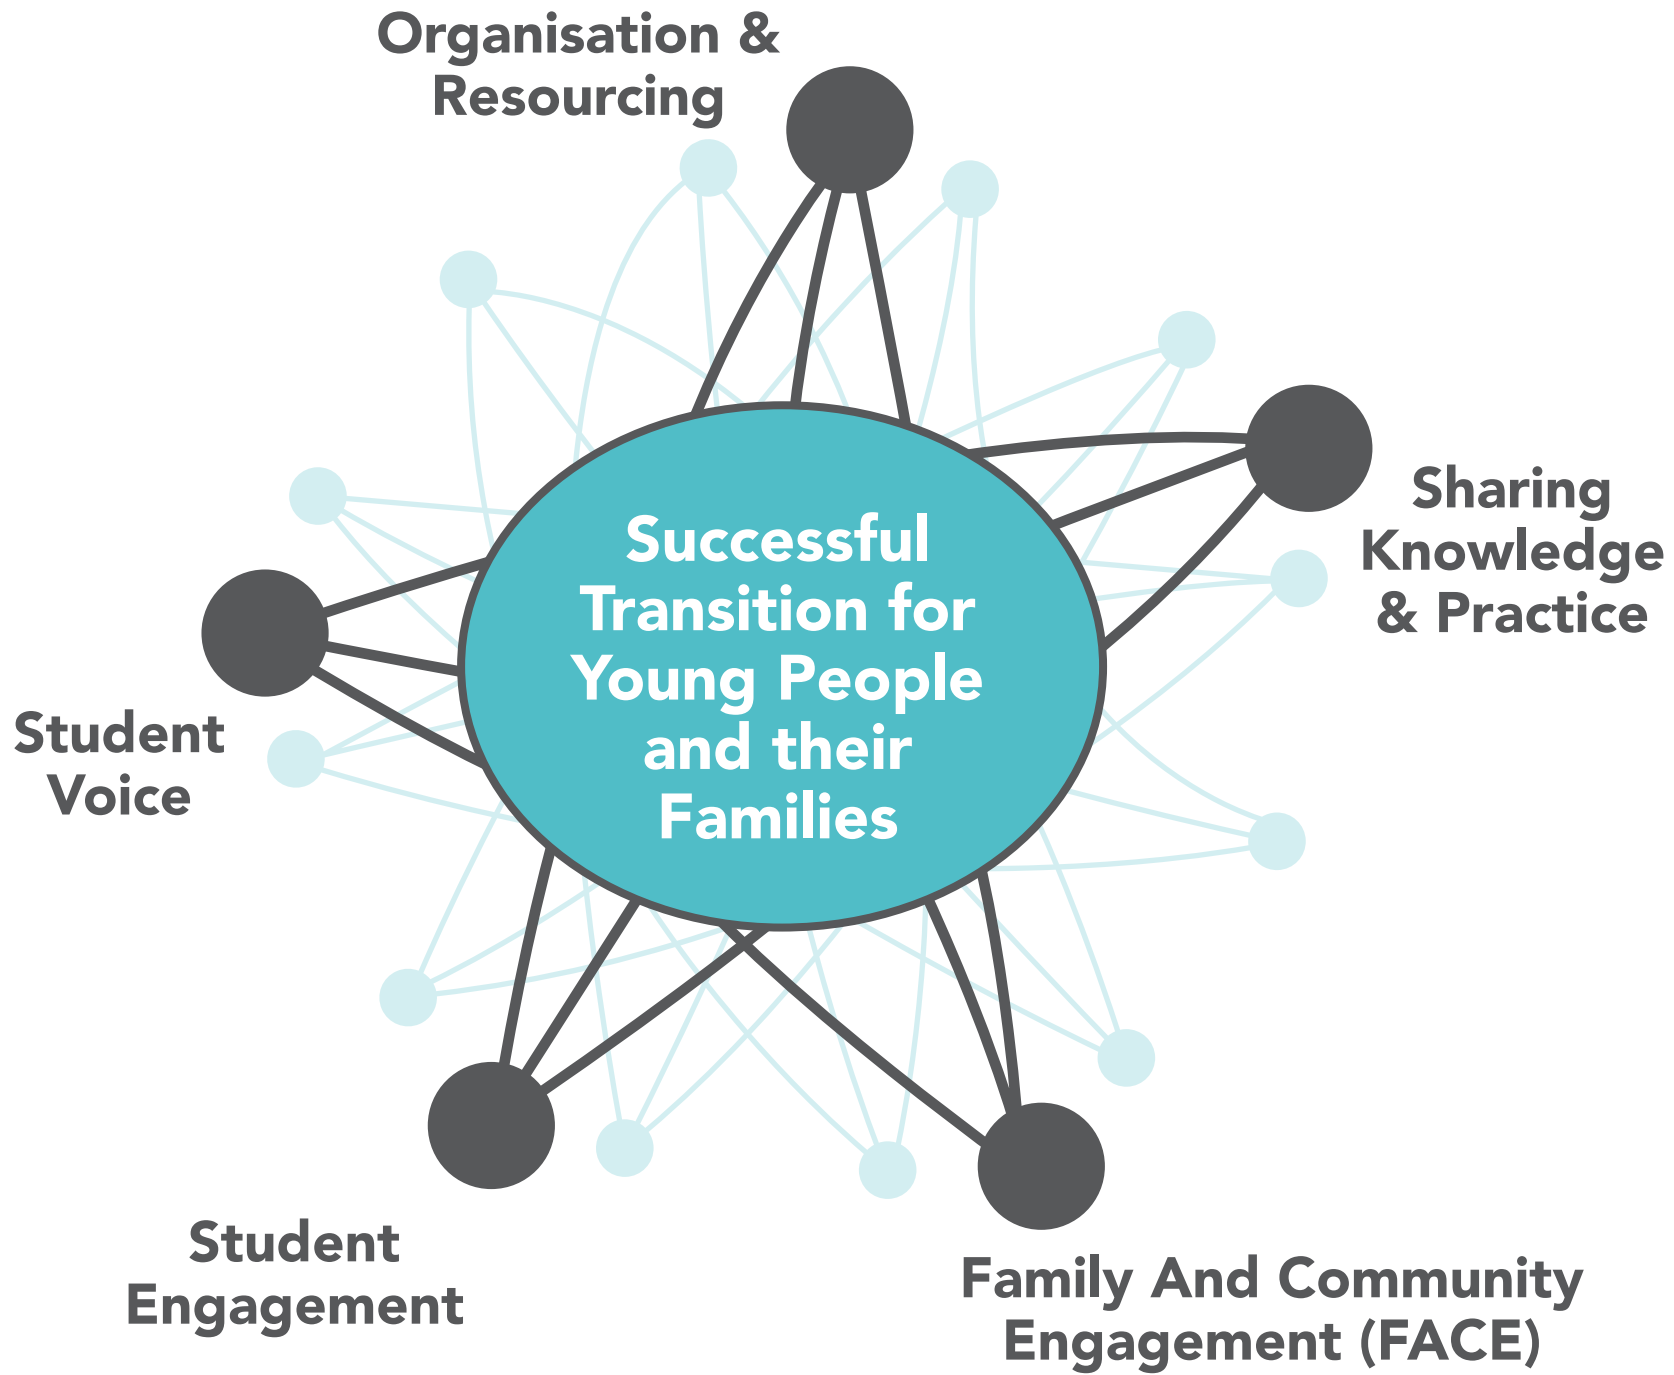 Organisation &
Resourcing
Sharing
Knowledge
& Practice
Successful
Transition for
Young People
and their
Families
Student
Voice
Student
Engagement
Family And Community
Engagement (FACE)